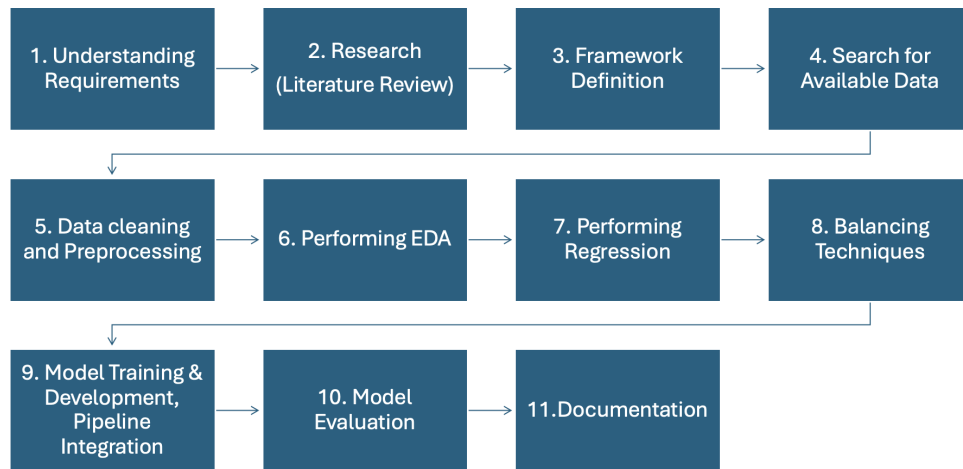 1. Understanding
Requirements
2. Research
(Literature Review)
3. Framework
Definition
4. Search for
Available Data
5. Data cleaning
and Preprocessing
6. Performing EDA
7. Performing
Regression
8. Balancing
Techniques
9. Model Training &
Development,
Pipeline
Integration
10. Model
Evaluation
11.Documentation